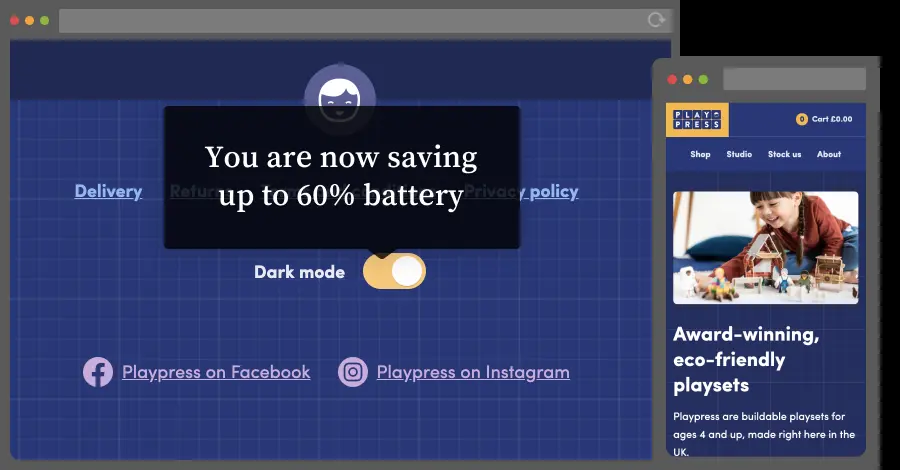 You are now saving
up to 60% battery
Delivery
Privacy policy
Dark mode
Playpress on Facebook
Playpress on Instagram
PLAY
PRESS
0 Cart £0.00
Shop Studio Stock us About
Award-winning,
eco-friendly
playsets
Playpress are buildable playsets for
ages 4 and up, made right here in the
UK.